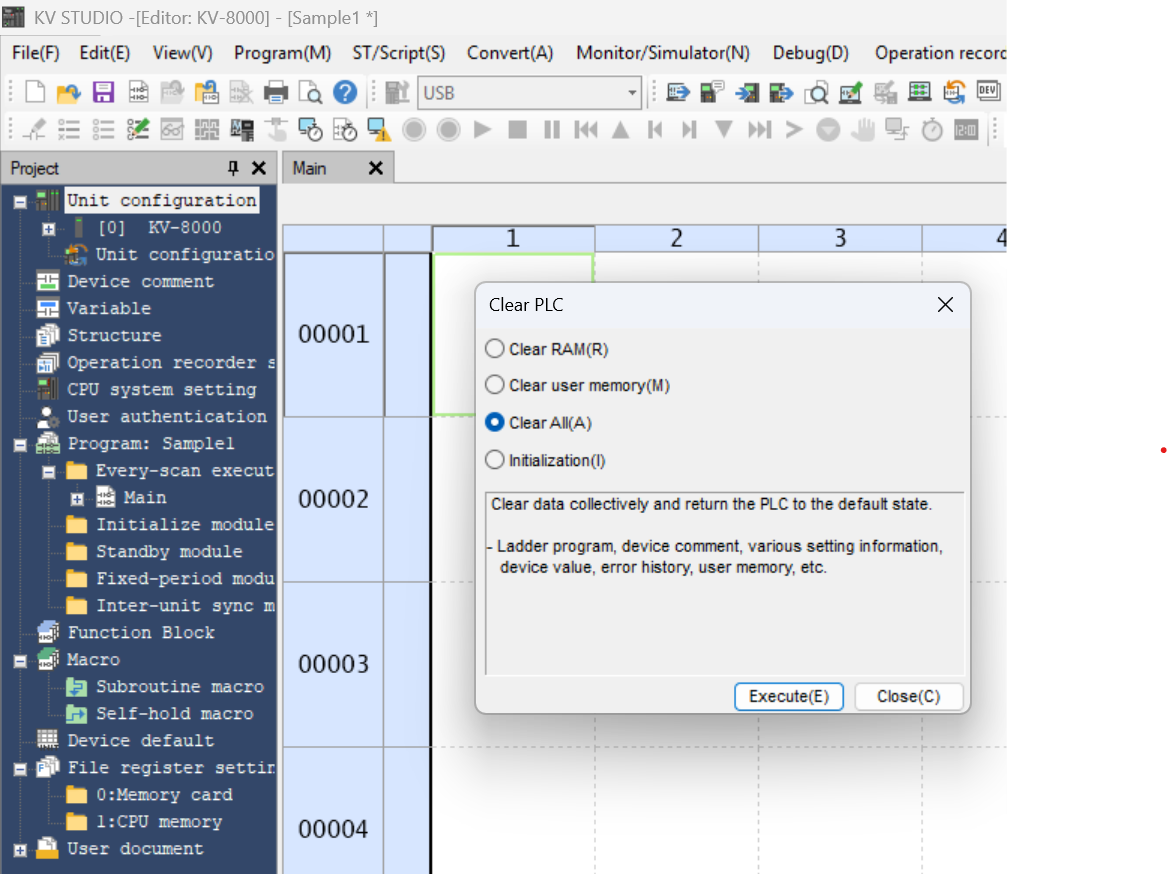 KV STUDIO -[Editor: KV-8000] - [Sample1 *]
File(F) Edit(E) View(V) Program(M) ST/Script(S) Convert(A) Monitor/Simulator(N) Debug(D) Operation recor
USB
DEV
Project
Main
Unit configuration
[0] KV-8000
Unit configuratio
Device comment
Variable
Structure
Operation recorder s
CPU system setting
User authentication
Program: Sample1
Every-scan execut
Main
Initialize module
Standby module
Fixed-period modu
Inter-unit sync m
Function Block
Macro
Subroutine macro
Self-hold macro
Device default
File register settin
0:Memory card
1:CPU memory
User document
1 2 3 4
00001
00002
00003
00004
Clear PLC
Clear RAM(R)
Clear user memory(M)
Clear All(A)
Initialization(I)
Clear data collectively and return the PLC to the default state.
- Ladder program, device comment, various setting information,
device value, error history, user memory, etc.
Execute(E) Close(C)